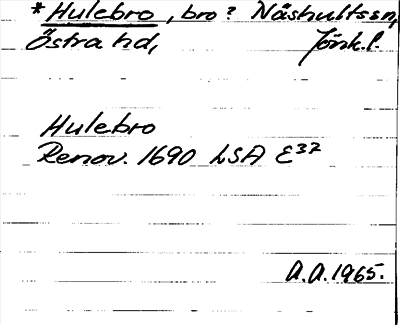 *Hulebro, bro? Näshultssn,
Östra hd, Jönk.l.
Hulebro
Renov. 1690 LSA E³⁷
A.A. 1965.